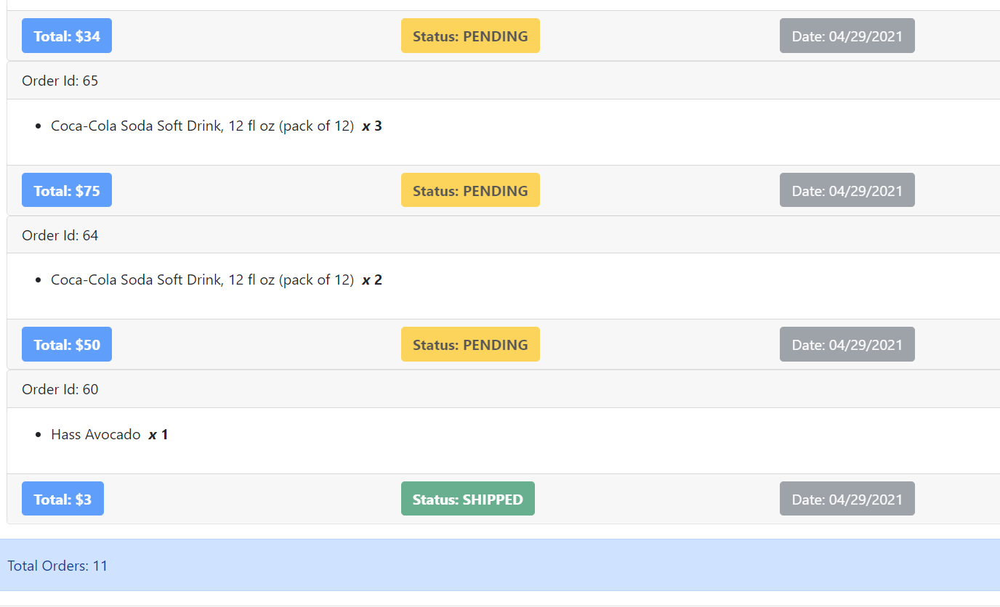 Total: $34 Status: PENDING Date: 04/29/2021
Order Id: 65
Coca-Cola Soda Soft Drink, 12 fl oz (pack of 12) x 3
Total: $75 Status: PENDING Date: 04/29/2021
Order Id: 64
Coca-Cola Soda Soft Drink, 12 fl oz (pack of 12) x 2
Total: $50 Status: PENDING Date: 04/29/2021
Order Id: 60
Hass Avocado x 1
Total: $3 Status: SHIPPED Date: 04/29/2021
Total Orders: 11